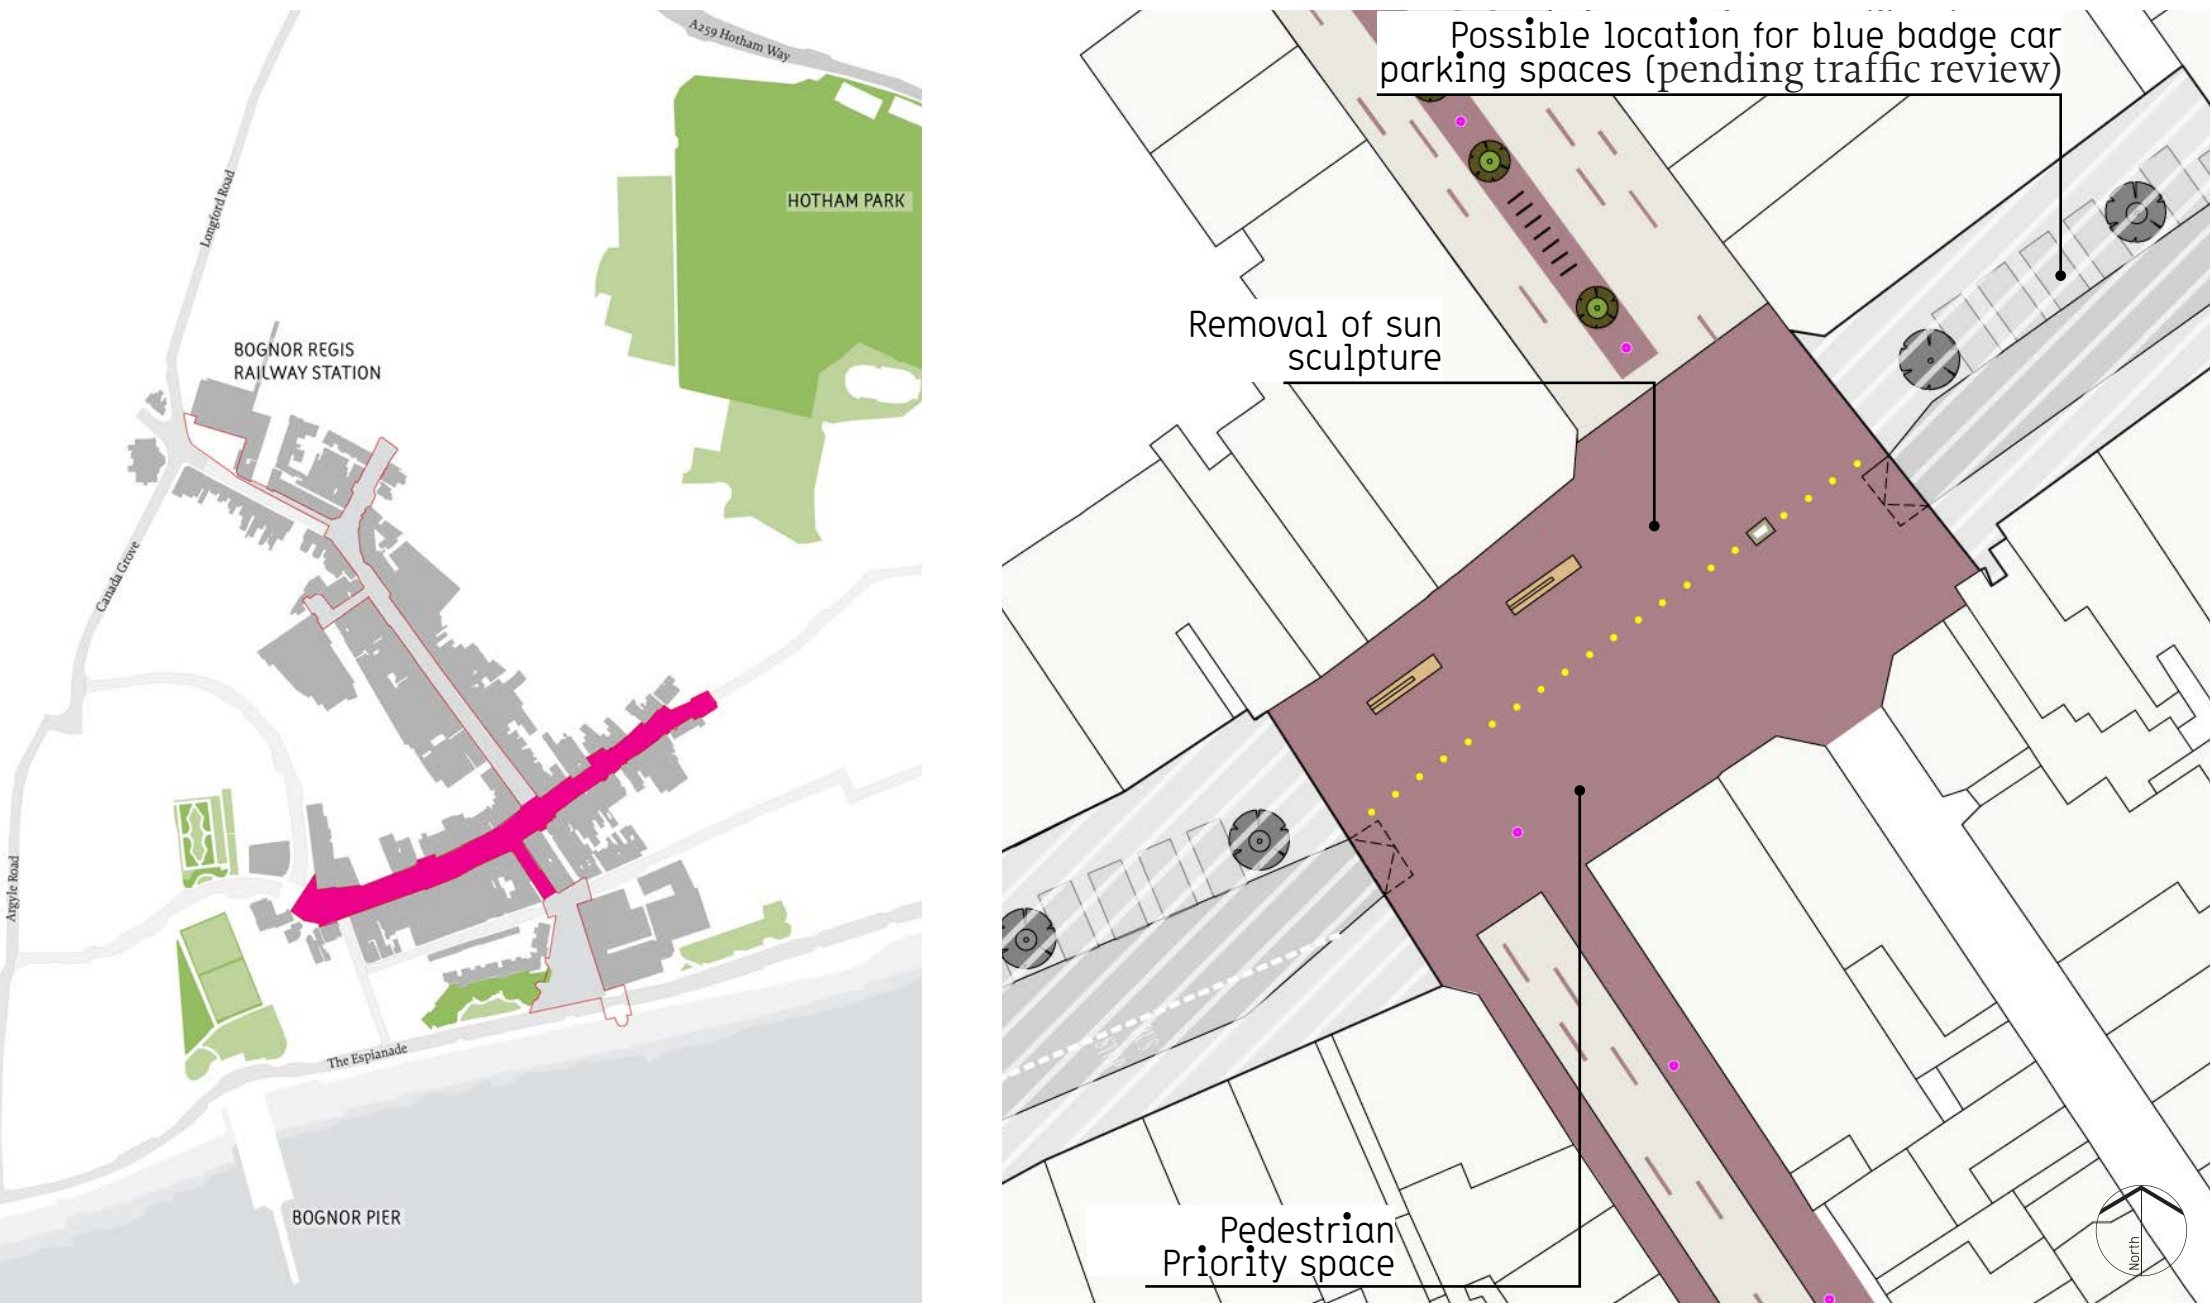 A259 Hotham Way
HOTHAM PARK
Longford Road
BOGNOR REGIS
RAILWAY STATION
Canada Grove
Argyle Road
The Espianade
BOGNOR PIER
Possible location for blue badge car
parking spaces (pending traffic review)
Removal of sun
sculpture
Pedestrian
Priority space
North